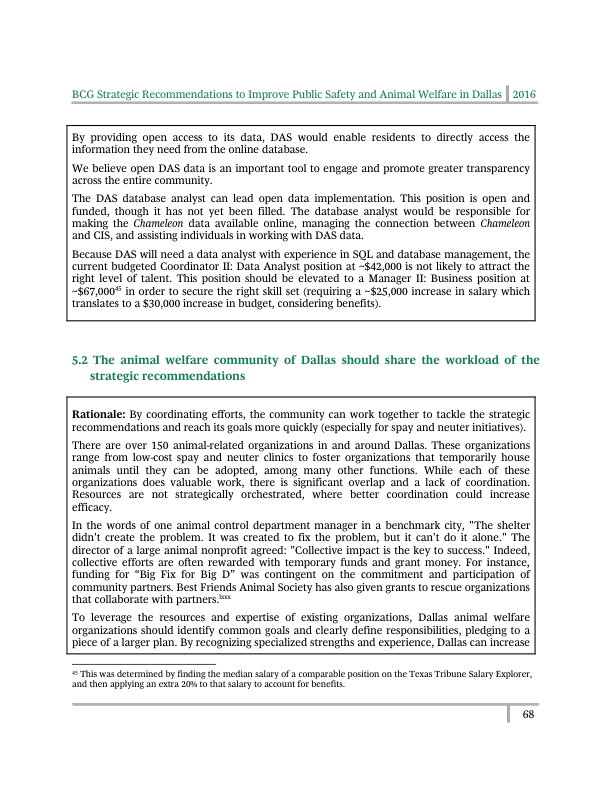 BCG Strategic Recommendations to Improve Public Safety and Animal Welfare in Dallas 2016
By providing open access to its data, DAS would enable residents to directly access the
information they need from the online database.
We believe open DAS data is an important tool to engage and promote greater transparency
across the entire community.
The DAS database analyst can lead open data implementation. This position is open and
funded, though it has not yet been filled. The database analyst would be responsible for
making the Chameleon data available online, managing the connection between Chameleon
and CIS, and assisting individuals in working with DAS data.
Because DAS will need a data analyst with experience in SQL and database management, the
current budgeted Coordinator II: Data Analyst position at ~$42,000 is not likely to attract the
right level of talent. This position should be elevated to a Manager II: Business position at
~$67,000⁴⁵ in order to secure the right skill set (requiring a ~$25,000 increase in salary which
translates to a $30,000 increase in budget, considering benefits).
5.2 The animal welfare community of Dallas should share the workload of the
strategic recommendations
Rationale: By coordinating efforts, the community can work together to tackle the strategic
recommendations and reach its goals more quickly (especially for spay and neuter initiatives).
There are over 150 animal-related organizations in and around Dallas. These organizations
range from low-cost spay and neuter clinics to foster organizations that temporarily house
animals until they can be adopted, among many other functions. While each of these
organizations does valuable work, there is significant overlap and a lack of coordination.
Resources are not strategically orchestrated, where better coordination could increase
efficacy.
In the words of one animal control department manager in a benchmark city, "The shelter
didn't create the problem. It was created to fix the problem, but it can't do it alone." The
director of a large animal nonprofit agreed: "Collective impact is the key to success." Indeed,
collective efforts are often rewarded with temporary funds and grant money. For instance,
funding for “Big Fix for Big D” was contingent on the commitment and participation of
community partners. Best Friends Animal Society has also given grants to rescue organizations
that collaborate with partners.lxxx
To leverage the resources and expertise of existing organizations, Dallas animal welfare
organizations should identify common goals and clearly define responsibilities, pledging to a
piece of a larger plan. By recognizing specialized strengths and experience, Dallas can increase
⁴⁵ This was determined by finding the median salary of a comparable position on the Texas Tribune Salary Explorer,
and then applying an extra 20% to that salary to account for benefits.
68